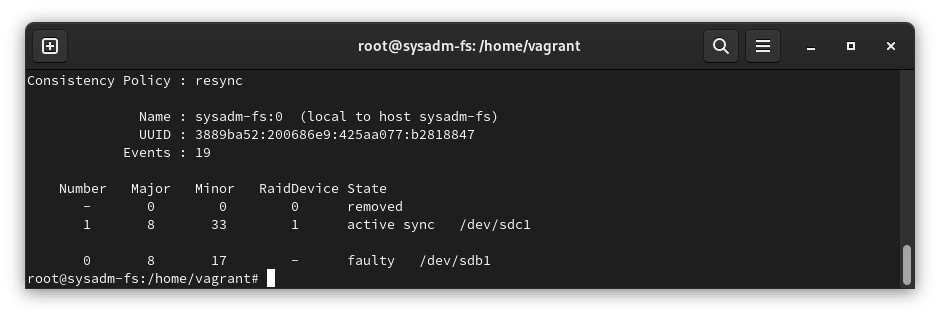 root@sysadm-fs: /home/vagrant
Consistency Policy : resync
Name : sysadm-fs:0  (local to host sysadm-fs)
UUID : 3889ba52:200686e9:425aa077:b2818847
Events : 19
Number   Major   Minor   RaidDevice State
-       0        0        0      removed
1       8       33        1      active sync   /dev/sdc1
0       8       17        -      faulty   /dev/sdb1
root@sysadm-fs:/home/vagrant#